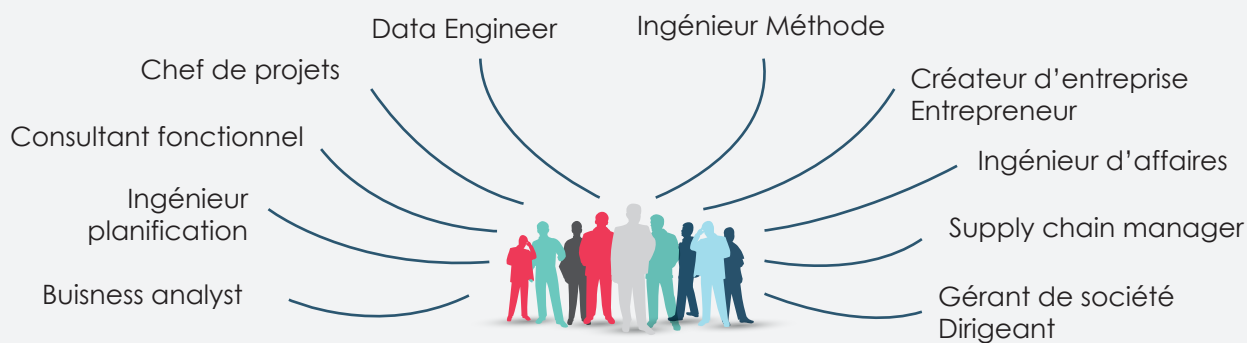 Data Engineer
Ingénieur Méthode
Chef de projets
Créateur d’entreprise
Entrepreneur
Consultant fonctionnel
Ingénieur d’affaires
Ingénieur
planification
Supply chain manager
Buisness analyst
Gérant de société
Dirigeant